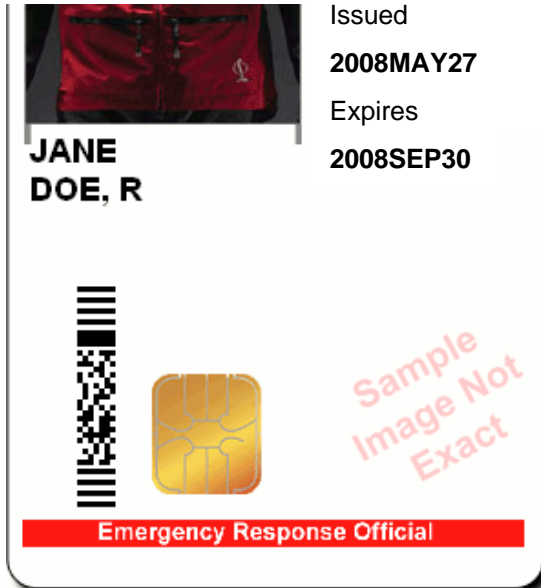 Issued
2008MAY27
Expires
2008SEP30
JANE
DOE, R
Sample
Image Not
Exact
Emergency Response Official